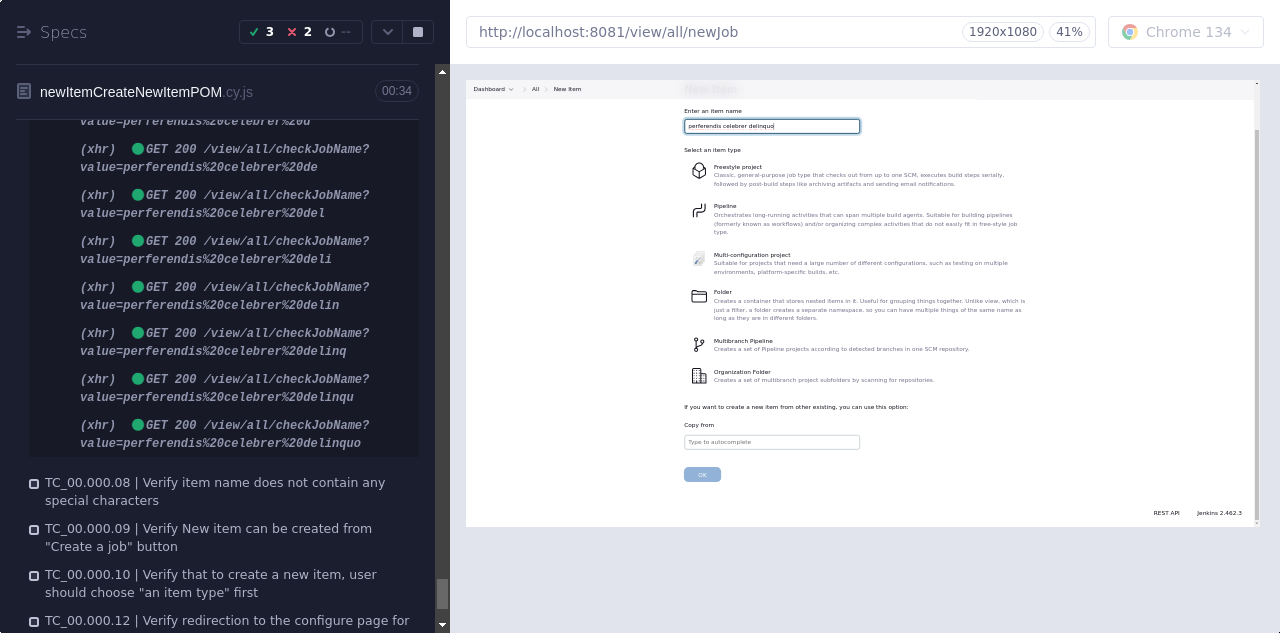 Specs
3
2
--
newItemCreateNewItemPOM.cy.js
00:34
value=perferendis%20celebrer%20d
(xhr) GET 200 /view/all/checkJobName?
value=perferendis%20celebrer%20de
(xhr) GET 200 /view/all/checkJobName?
value=perferendis%20celebrer%20del
(xhr) GET 200 /view/all/checkJobName?
value=perferendis%20celebrer%20deli
(xhr) GET 200 /view/all/checkJobName?
value=perferendis%20celebrer%20delin
(xhr) GET 200 /view/all/checkJobName?
value=perferendis%20celebrer%20delinq
(xhr) GET 200 /view/all/checkJobName?
value=perferendis%20celebrer%20delinqu
(xhr) GET 200 /view/all/checkJobName?
value=perferendis%20celebrer%20delinquo
TC_00.000.08 | Verify item name does not contain any
special characters
TC_00.000.09 | Verify New item can be created from
"Create a job" button
TC_00.000.10 | Verify that to create a new item, user
should choose "an item type" first
TC_00.000.12 | Verify redirection to the configure page for
http://localhost:8081/view/all/newJob
1920x1080
41%
Chrome 134
Dashboard
All
New Item
New Item
Enter an item name
perferendis celebrer delinquo
Select an item type
Freestyle project
Classic, general-purpose job type that checks out from up to one SCM, executes build steps serially,
followed by post-build steps like archiving artifacts and sending email notifications.
Pipeline
Orchestrates long-running activities that can span multiple build agents. Suitable for building pipelines
(formerly known as workflows) and/or organizing complex activities that do not easily fit in free-style job
type.
Multi-configuration project
Suitable for projects that need a large number of different configurations, such as testing on multiple
environments, platform-specific builds, etc.
Folder
Creates a container that stores nested items in it. Useful for grouping things together. Unlike view, which is
just a filter, a folder creates a separate namespace, so you can have multiple things of the same name as
long as they are in different folders.
Multibranch Pipeline
Creates a set of Pipeline projects according to detected branches in one SCM repository.
Organization Folder
Creates a set of multibranch project subfolders by scanning for repositories.
If you want to create a new item from other existing, you can use this option:
Copy from
Type to autocomplete
OK
REST API
Jenkins 2.462.3